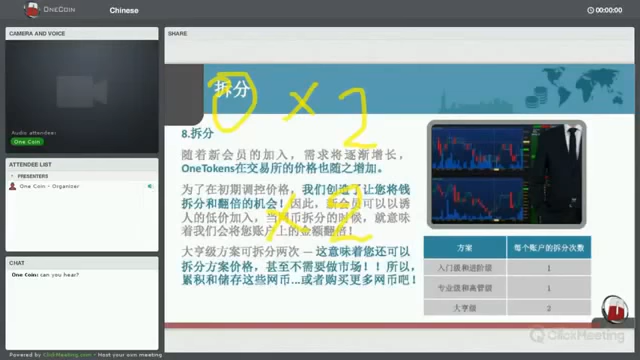 OneCoin
Chinese
00:00:00
CAMERA AND VOICE
SHARE
Audio attendee:
One Coin
ATTENDEE LIST
PRESENTERS
One Coin - Organizer
CHAT
One Coin: can you hear?
Powered by ClickMeeting.com • Host your own meeting
拆分
0 × 2
8.拆分
随着新会员的加入，需求将逐渐增长，
OneTokens在交易所的价格也随之增加。
为了在初期调控价格，我们创造了让您将钱
拆分和翻倍的机会！因此，新会员可以以诱
人的低价加入，当网币拆分的时候，就意味
着我们会将您账户上的金额翻倍！
× 2
大亨级方案可拆分两次 — 这意味着您还可以
拆分方案价格，甚至不需要做市场！！所以，
累积和储存这些网币...或者购买更多网币吧！
方案 每个账户的拆分次数
入门级和进阶级 1
专业级和高管级 1
大亨级 2
ClickMeeting